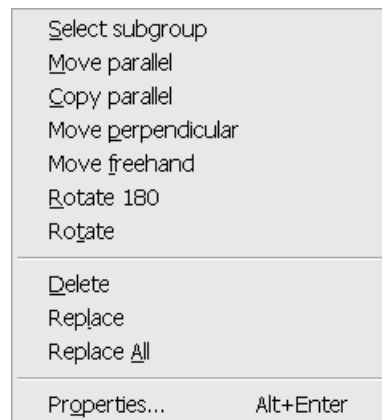 Select subgroup
Move parallel
Copy parallel
Move perpendicular
Move freehand
Rotate 180
Rotate
Delete
Replace
Replace All
Properties... Alt+Enter